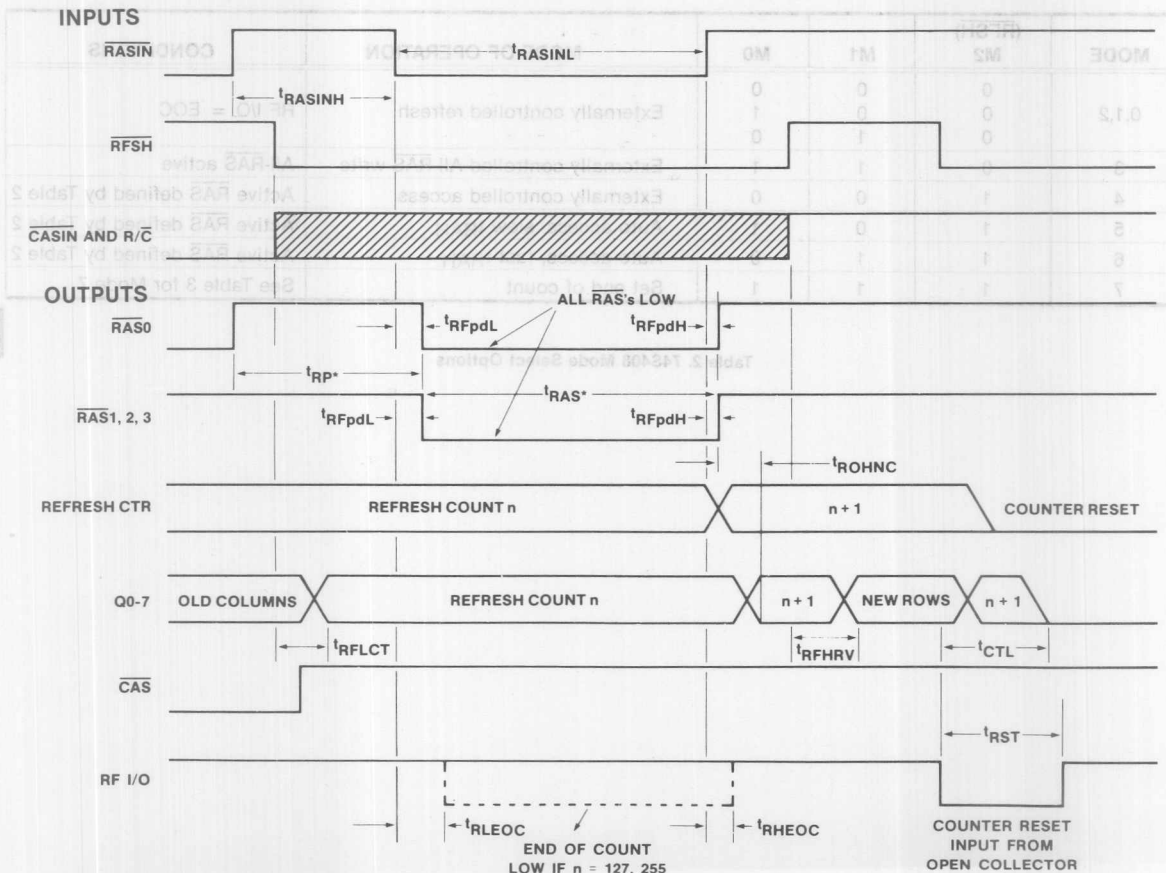 INPUTS
RASIN
tRASINL
tRASINH
RFSH
CASIN AND R/C
OUTPUTS
ALL RAS's LOW
RAS0
tRFpdL
tRFpdH
tRP*
tRAS*
RAS1, 2, 3
tRFpdL
tRFpdH
tROHNC
REFRESH CTR
REFRESH COUNT n
n + 1
COUNTER RESET
Q0-7
OLD COLUMNS
REFRESH COUNT n
n + 1
NEW ROWS
n + 1
tRFLCT
tRFHRV
tCTL
CAS
tRST
RF I/O
tRLEOC
tRHEOC
END OF COUNT
LOW IF n = 127, 255
COUNTER RESET
INPUT FROM
OPEN COLLECTOR